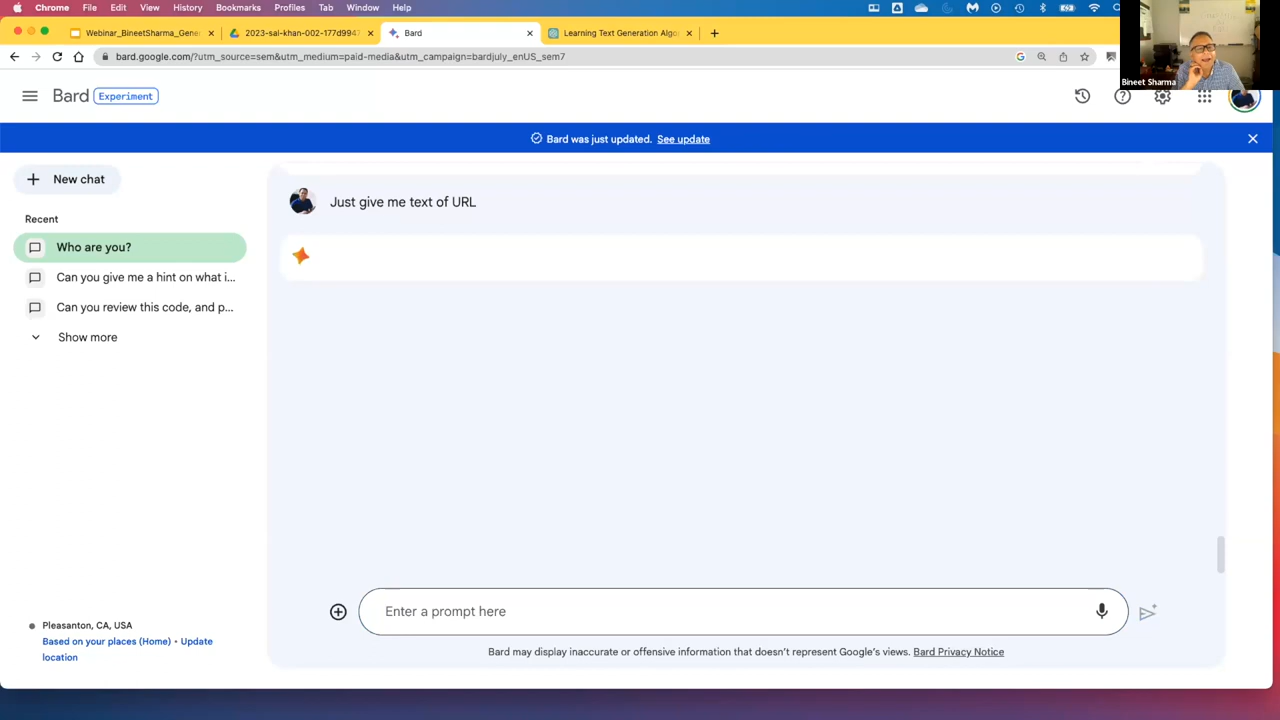 Chrome File Edit View History Bookmarks Profiles Tab Window Help
Webinar_BineetSharma_Gene
2023-sal-khan-002-177d9947
Bard
Learning Text Generation Algo
bard.google.com/?utm_source=sem&utm_medium=paid-media&utm_campaign=bardjuly_enUS_sem7
Bineet Sharma
Bard Experiment
Bard was just updated. See update
New chat
Recent
Who are you?
Can you give me a hint on what i...
Can you review this code, and p...
Show more
Just give me text of URL
Enter a prompt here
Pleasanton, CA, USA
Based on your places (Home) • Update
location
Bard may display inaccurate or offensive information that doesn't represent Google's views. Bard Privacy Notice